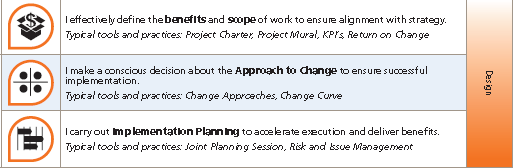 I effectively define the benefits and scope of work to ensure alignment with strategy.
Typical tools and practices: Project Charter, Project Mural, KPI's, Return on Change
I make a conscious decision about the Approach to Change to ensure successful
implementation.
Typical tools and practices: Change Approaches, Change Curve
I carry out Implementation Planning to accelerate execution and deliver benefits.
Typical tools and practices: Joint Planning Session, Risk and Issue Management
Design